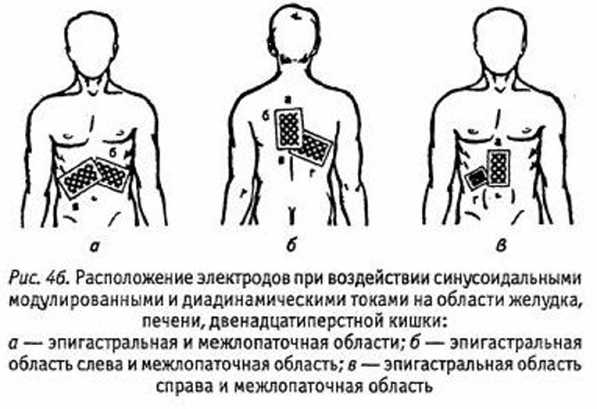 б
в
а
б
в
г
г
а
а
б
в
Рис. 46. Расположение электродов при воздействии синусоидальными
модулированными и диадинамическими токами на области желудка,
печени, двенадцатиперстной кишки:
а — эпигастральная и межлопаточная области; б — эпигастральная
область слева и межлопаточная область; в — эпигастральная область
справа и межлопаточная область